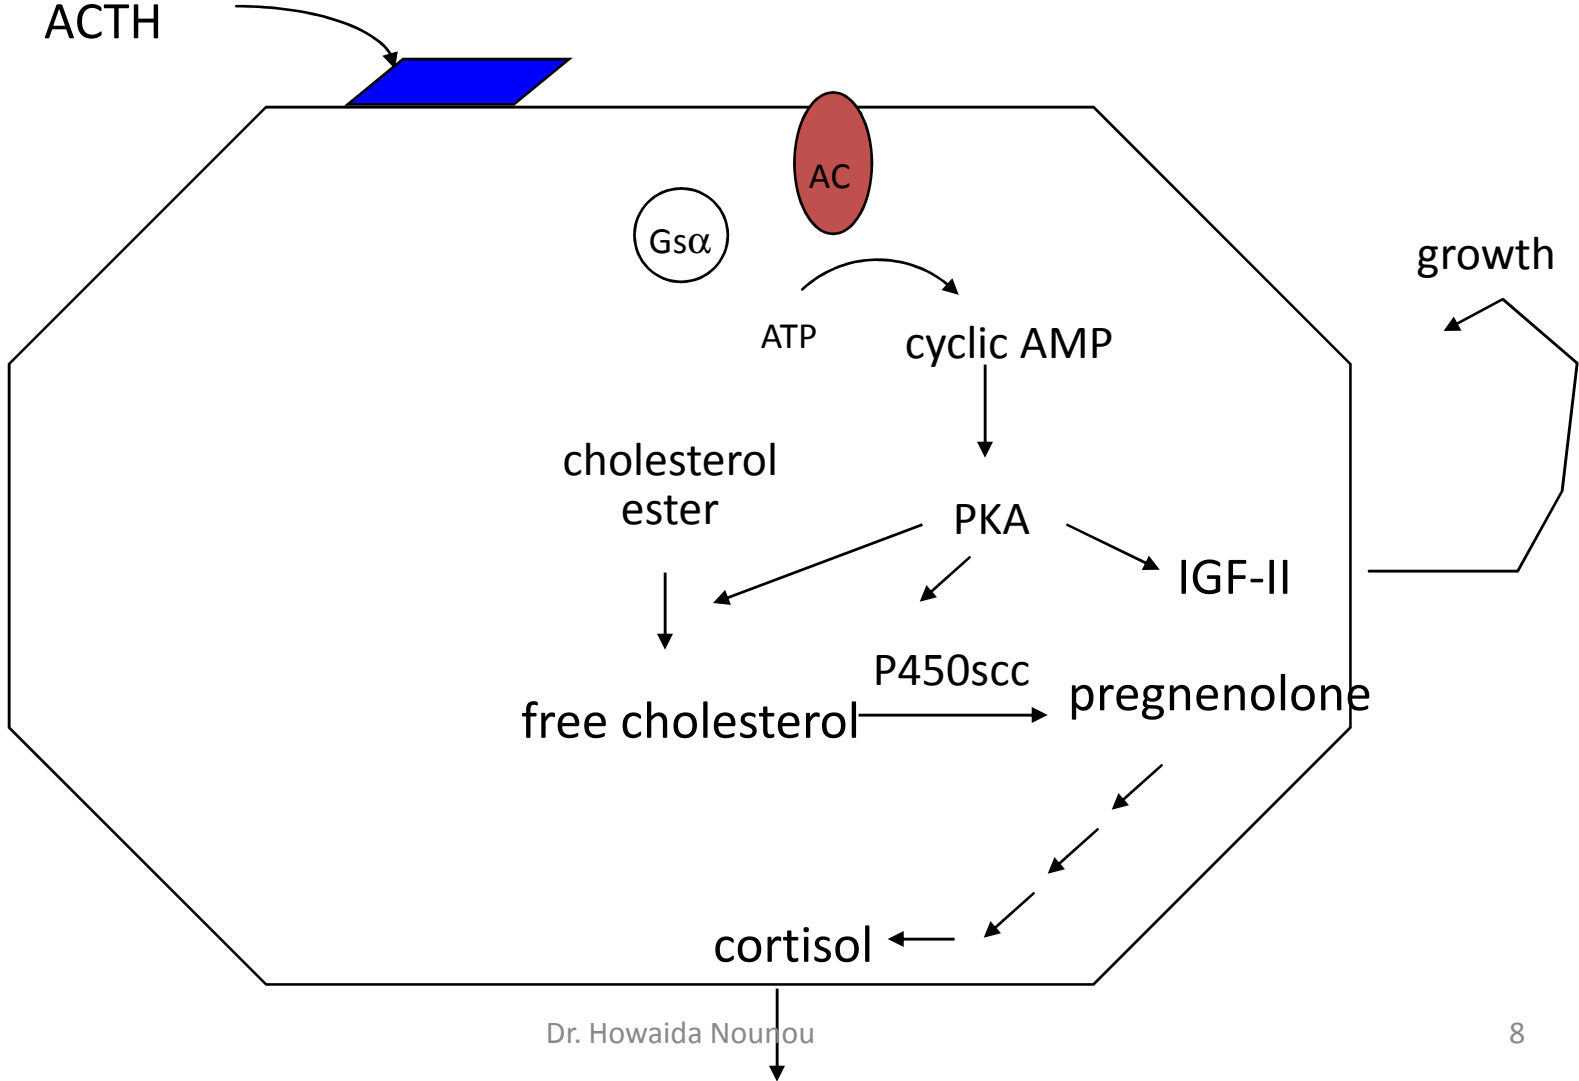 ACTH
AC
Gsα
growth
ATP
cyclic AMP
cholesterol
ester
PKA
IGF-II
P450scc
pregnenolone
free cholesterol
cortisol
Dr. Howaida Nounou
8